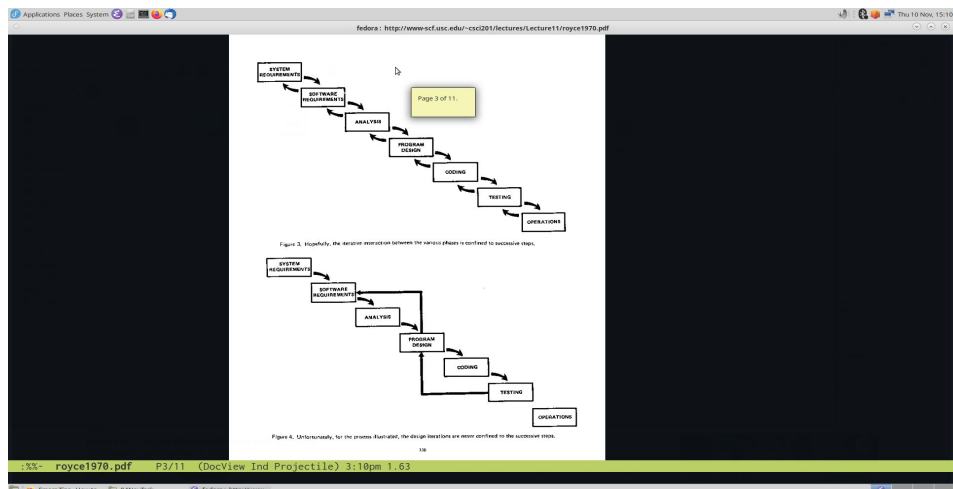 Applications Places System
Thu 10 Nov, 15:10
fedora : http://www-scf.usc.edu/~csci201/lectures/Lecture11/royce1970.pdf
SYSTEM
REQUIREMENTS
SOFTWARE
REQUIREMENTS
ANALYSIS
PROGRAM
DESIGN
CODING
TESTING
OPERATIONS
Page 3 of 11.
Figure 3. Hopefully, the iterative interaction between the various phases is confined to successive steps.
SYSTEM
REQUIREMENTS
SOFTWARE
REQUIREMENTS
ANALYSIS
PROGRAM
DESIGN
CODING
TESTING
OPERATIONS
Figure 4. Unfortunately, for the process illustrated, the design iterations are never confined to the successive steps.
:%%- royce1970.pdf P3/11 (DocView Ind Projectile) 3:10pm 1.63